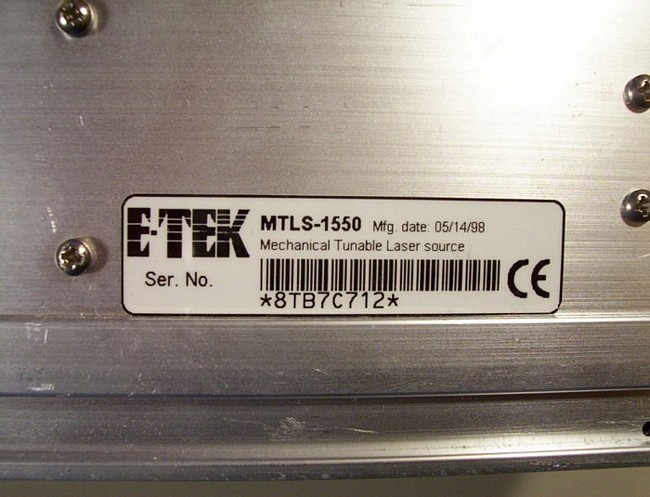 E-TEK MTLS-1550 Mfg. date: 05/14/98
Mechanical Tunable Laser source
Ser. No.
*8TB7C712*
CE